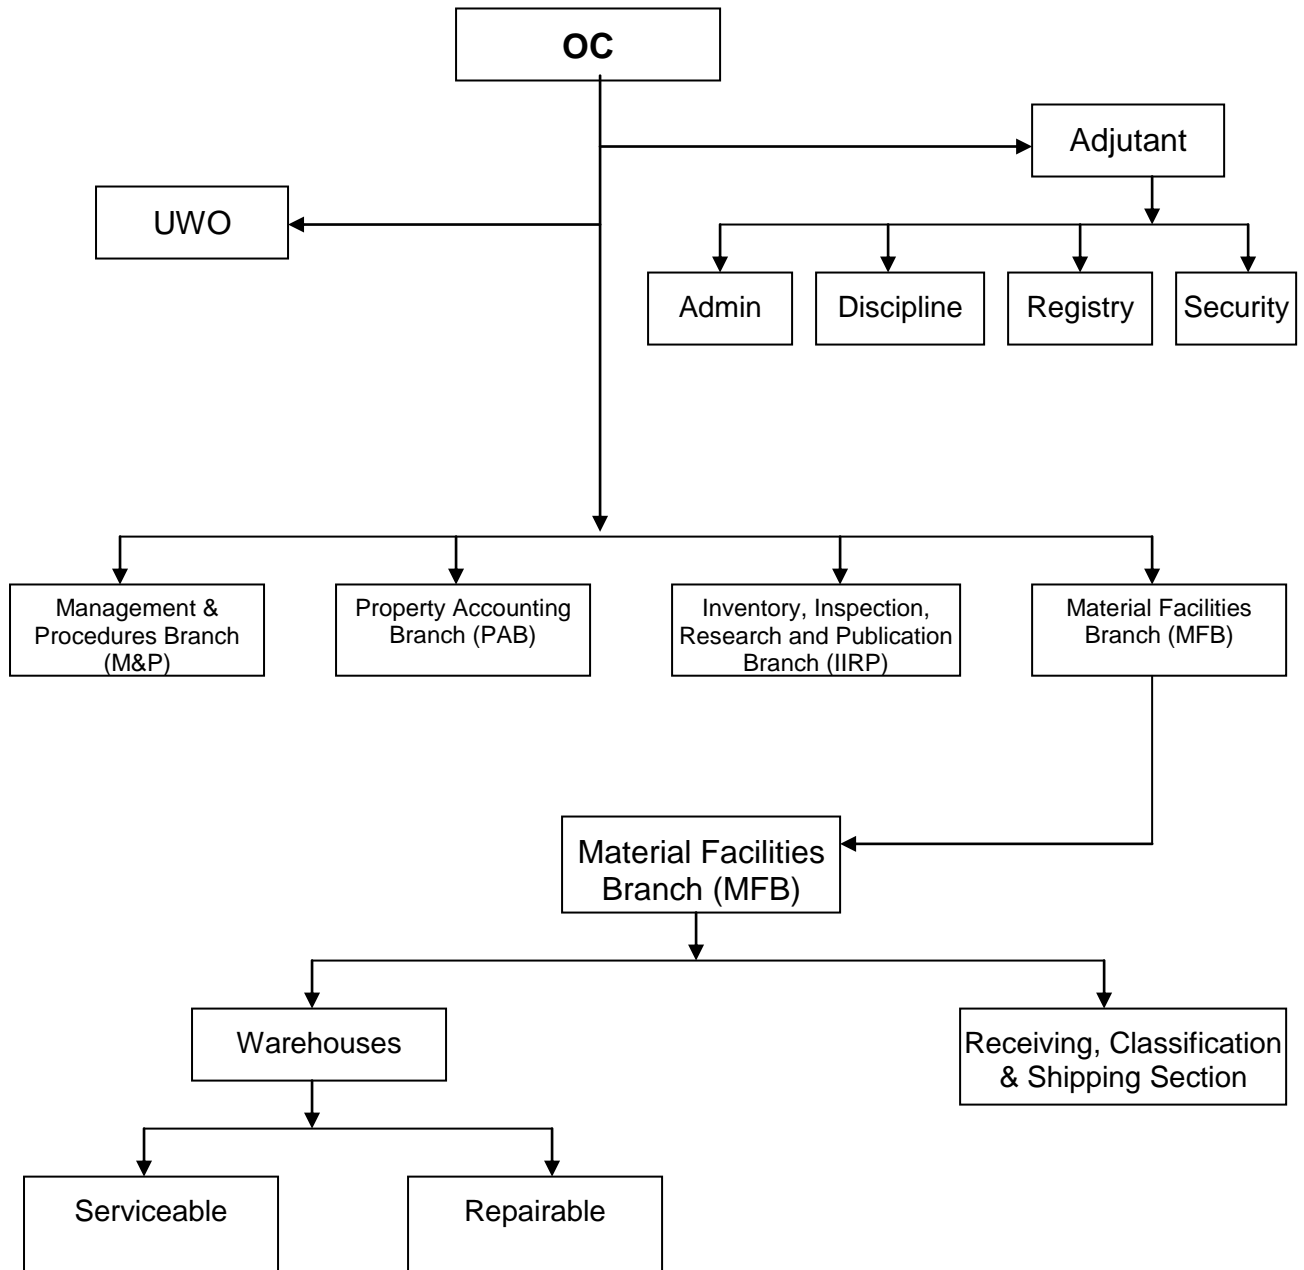 OC
Adjutant
UWO
Admin
Discipline
Registry
Security
Management &
Procedures Branch
(M&P)
Property Accounting
Branch (PAB)
Inventory, Inspection,
Research and Publication
Branch (IIRP)
Material Facilities
Branch (MFB)
Material Facilities
Branch (MFB)
Warehouses
Receiving, Classification
& Shipping Section
Serviceable
Repairable